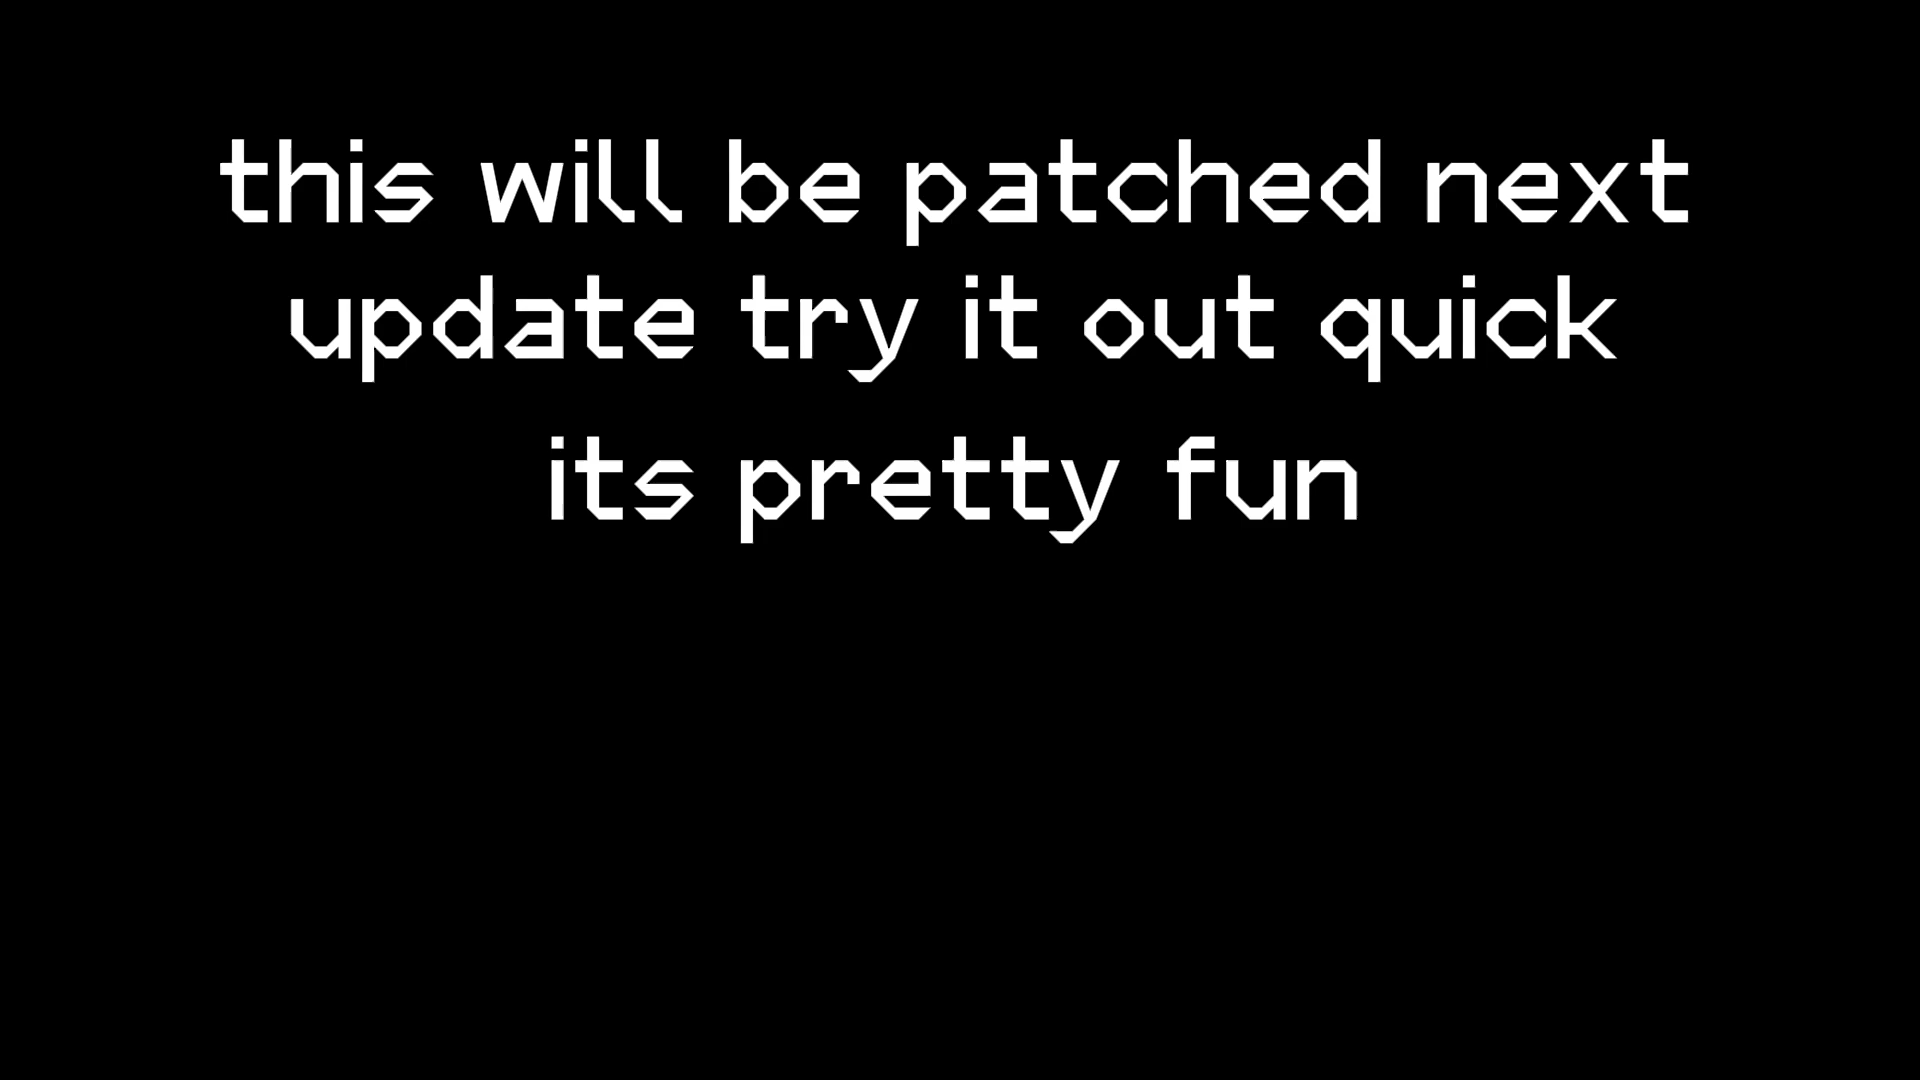 this will be patched next
update try it out quick
its pretty fun